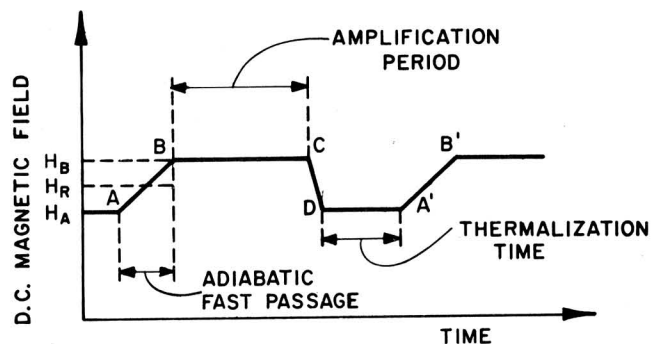 AMPLIFICATION
PERIOD
D.C. MAGNETIC FIELD
B
C
B'
H_B
H_R
H_A
A
D
A'
THERMALIZATION
TIME
ADIABATIC
FAST PASSAGE
TIME